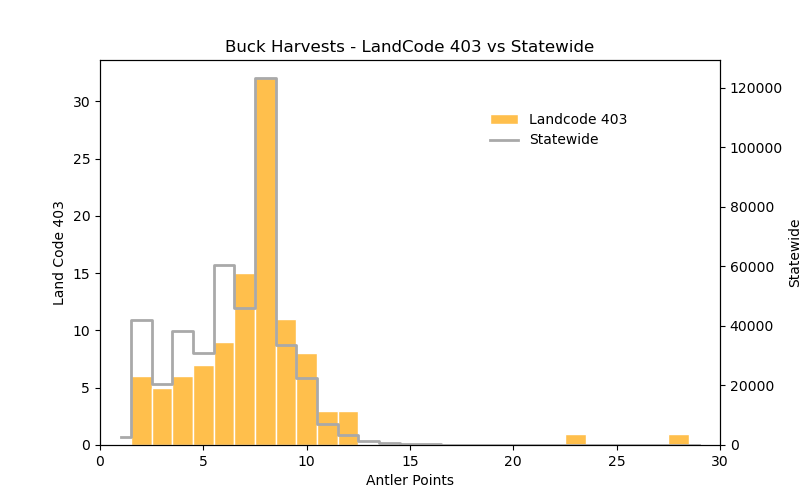 Buck Harvests - LandCode 403 vs Statewide
Land Code 403
30
25
20
15
10
5
0
Landcode 403
Statewide
120000
100000
80000
60000
40000
20000
0
Statewide
0 5 10 15 20 25 30
Antler Points